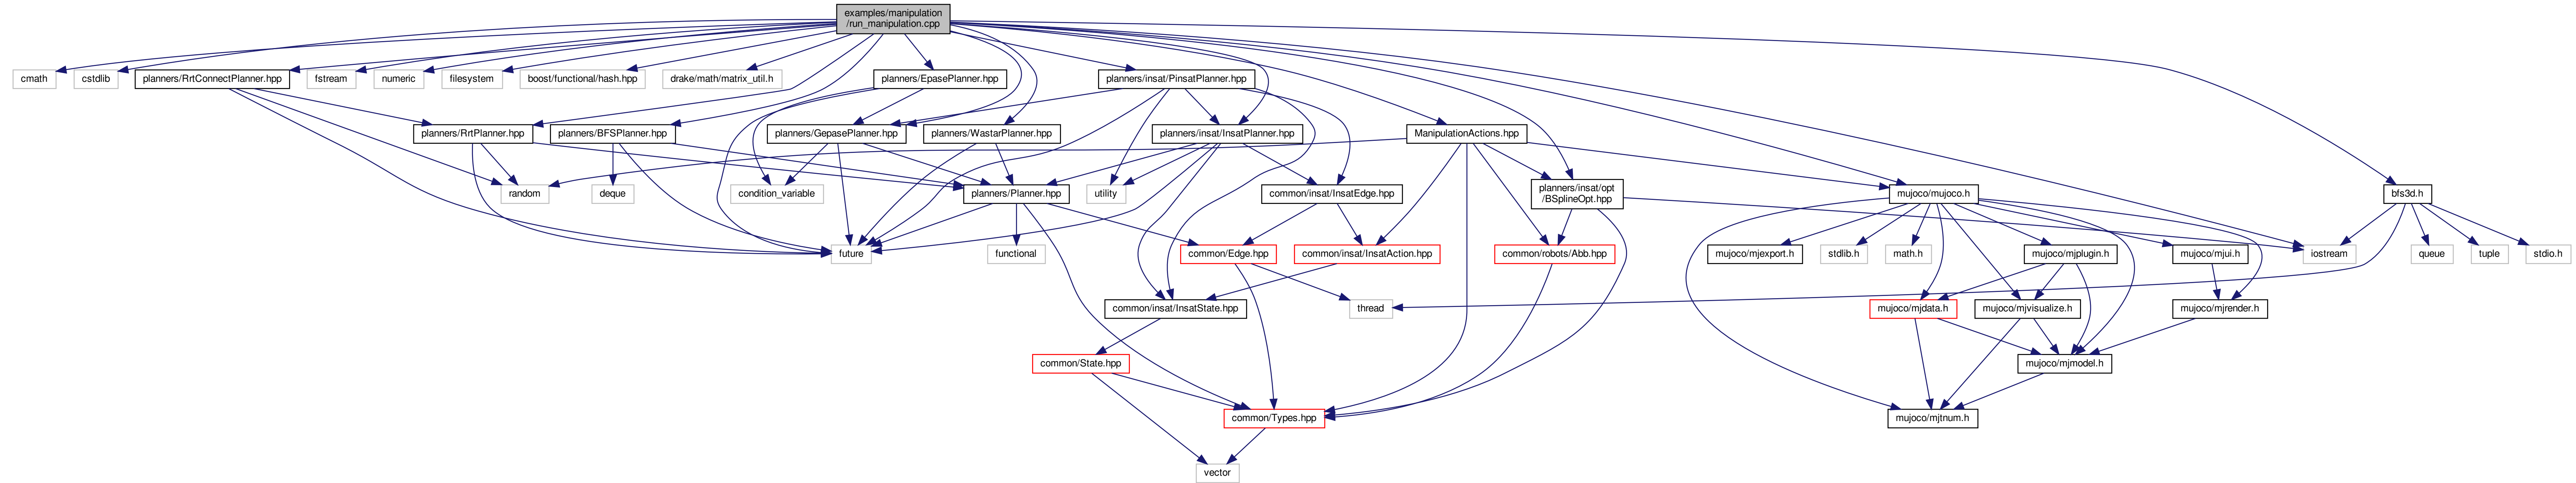 examples/manipulation
/run_manipulation.cpp
cmath
cstdlib
planners/RrtConnectPlanner.hpp
fstream
numeric
filesystem
boost/functional/hash.hpp
drake/math/matrix_util.h
planners/EpasePlanner.hpp
planners/insat/PinsatPlanner.hpp
planners/RrtPlanner.hpp
planners/BFSPlanner.hpp
planners/GepasePlanner.hpp
planners/WastarPlanner.hpp
planners/insat/InsatPlanner.hpp
ManipulationActions.hpp
random
deque
condition_variable
planners/Planner.hpp
utility
common/insat/InsatEdge.hpp
planners/insat/opt
/BSplineOpt.hpp
mujoco/mujoco.h
bfs3d.h
future
functional
common/Edge.hpp
common/insat/InsatAction.hpp
common/robots/Abb.hpp
mujoco/mjexport.h
stdlib.h
math.h
mujoco/mjplugin.h
mujoco/mjui.h
iostream
queue
tuple
stdio.h
common/insat/InsatState.hpp
thread
mujoco/mjdata.h
mujoco/mjvisualize.h
mujoco/mjrender.h
common/State.hpp
mujoco/mjmodel.h
common/Types.hpp
mujoco/mjtnum.h
vector